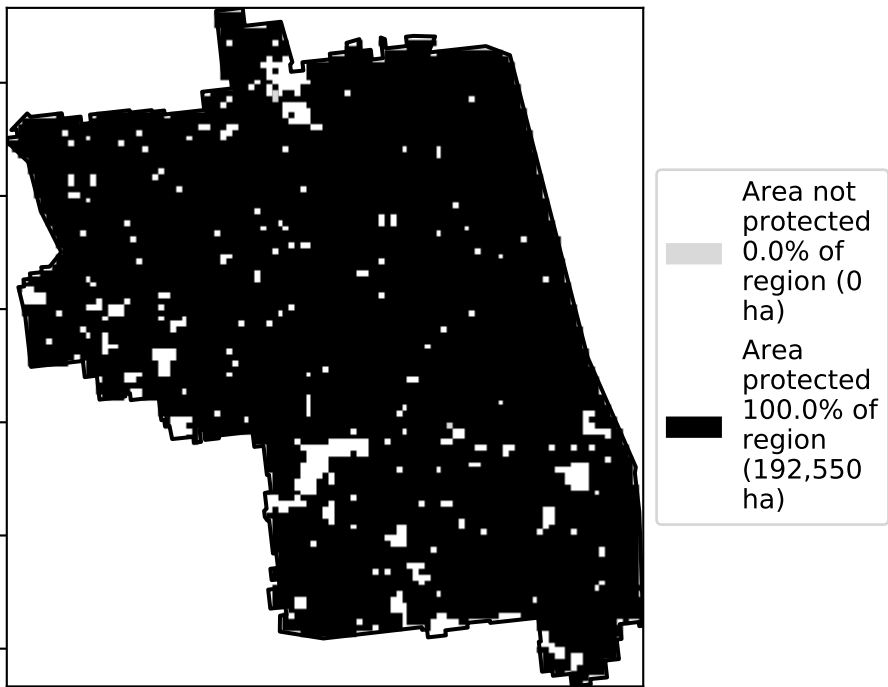 Area not
protected
0.0% of
region (0
ha)
Area
protected
100.0% of
region
(192,550
ha)